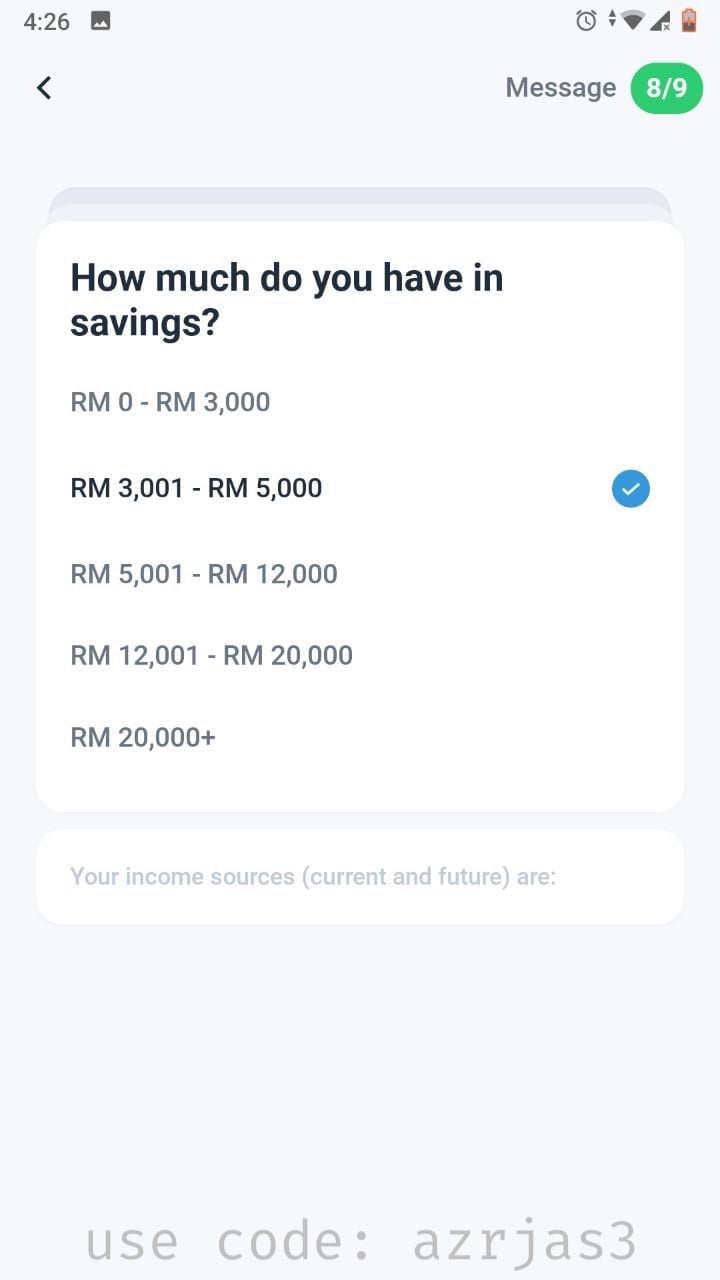 4:26
Message 8/9
How much do you have in
savings?
RM 0 - RM 3,000
RM 3,001 - RM 5,000
RM 5,001 - RM 12,000
RM 12,001 - RM 20,000
RM 20,000+
Your income sources (current and future) are:
use code: azrjas3